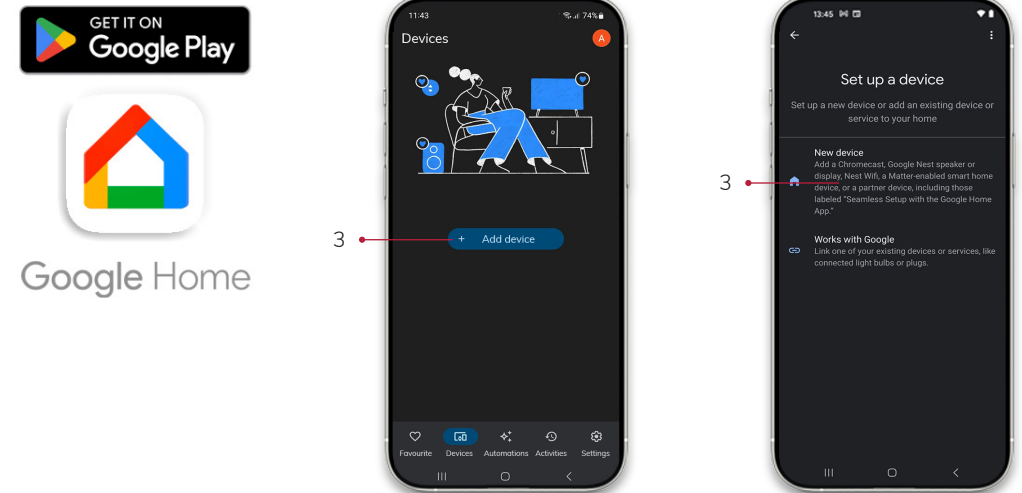 GET IT ON
Google Play
Google Home
3
11:43
74%
Devices
A
+ Add device
Favourite
Devices
Automations
Activities
Settings
3
13:45
Set up a device
Set up a new device or add an existing device or
service to your home
New device
Add a Chromecast, Google Nest speaker or
display, Nest Wifi, a Matter-enabled smart home
device, or a partner device, including those
labeled “Seamless Setup with the Google Home
App.”
Works with Google
Link one of your existing devices or services, like
connected light bulbs or plugs.